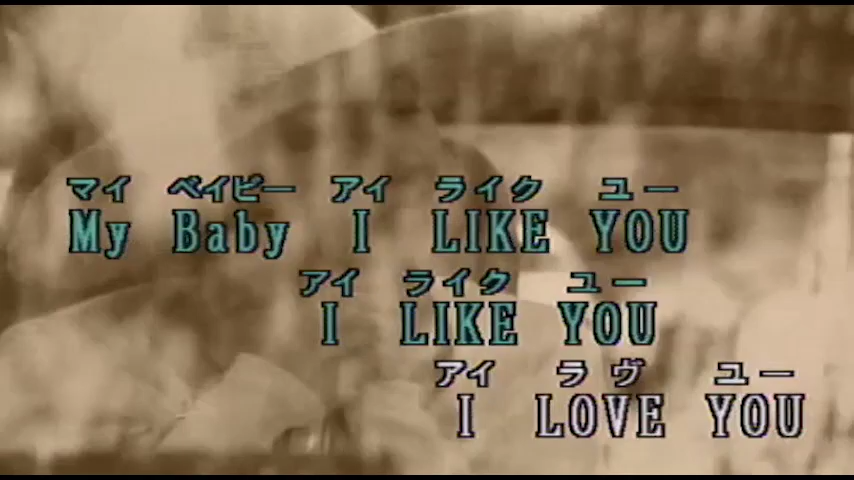 マイ ベイビー アイ ライク ユー
My Baby I LIKE YOU
アイ ライク ユー
I LIKE YOU
アイ ラヴ ユー
I LOVE YOU